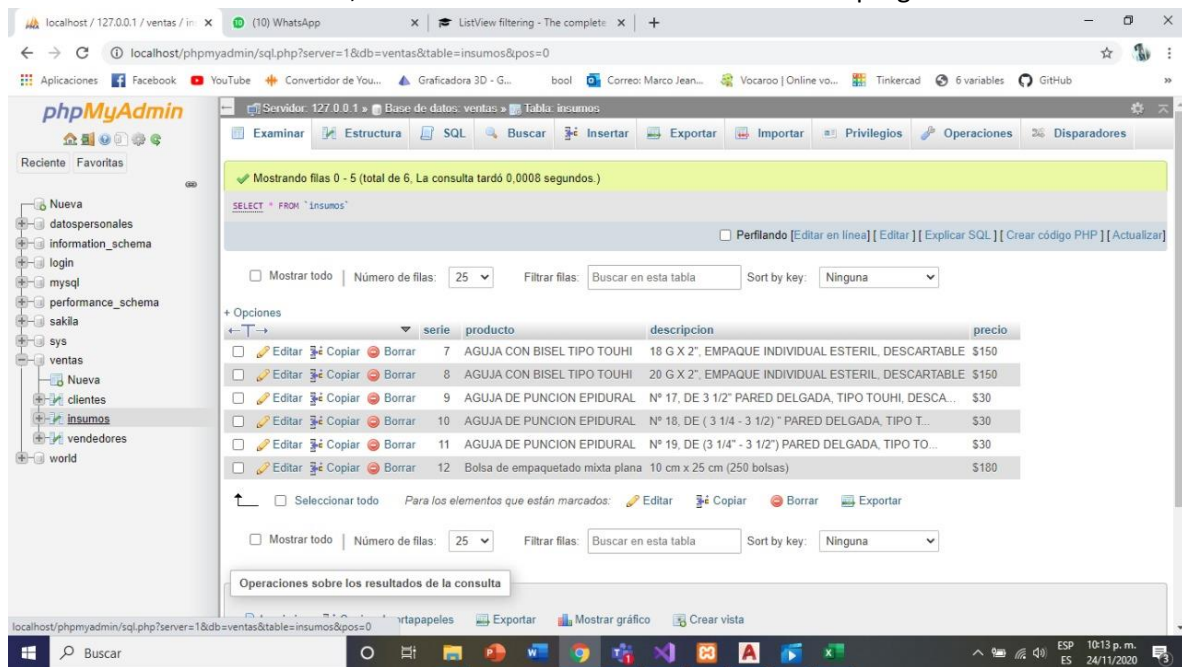 localhost / 127.0.0.1 / ventas / in
(10) WhatsApp
ListView filtering - The complete
localhost/phpmyadmin/sql.php?server=1&db=ventas&table=insumos&pos=0
Aplicaciones Facebook YouTube Convertidor de You... Graficadora 3D - G... bool Correo: Marco Jean... Vocaroo | Online vo... Tinkercad 6 variables GitHub
phpMyAdmin
Reciente Favoritas
Nueva
datospersonales
information_schema
login
mysql
performance_schema
sakila
sys
ventas
Nueva
clientes
insumos
vendedores
world
Servidor: 127.0.0.1 » Base de datos: ventas » Tabla: insumos
Examinar Estructura SQL Buscar Insertar Exportar Importar Privilegios Operaciones Disparadores
Mostrando filas 0 - 5 (total de 6, La consulta tardó 0,0008 segundos.)
SELECT * FROM `insumos`
Perfilando [Editar en línea] [ Editar ] [ Explicar SQL ] [ Crear código PHP ] [ Actualizar]
Mostrar todo | Número de filas: 25 Filtrar filas: Buscar en esta tabla Sort by key: Ninguna
+ Opciones
←T→ serie producto descripcion precio
Editar Copiar Borrar 7 AGUJA CON BISEL TIPO TOUHI 18 G X 2", EMPAQUE INDIVIDUAL ESTERIL, DESCARTABLE $150
Editar Copiar Borrar 8 AGUJA CON BISEL TIPO TOUHI 20 G X 2", EMPAQUE INDIVIDUAL ESTERIL, DESCARTABLE $150
Editar Copiar Borrar 9 AGUJA DE PUNCION EPIDURAL Nº 17, DE 3 1/2" PARED DELGADA, TIPO TOUHI, DESCA... $30
Editar Copiar Borrar 10 AGUJA DE PUNCION EPIDURAL Nº 18, DE ( 3 1/4 - 3 1/2) " PARED DELGADA, TIPO T... $30
Editar Copiar Borrar 11 AGUJA DE PUNCION EPIDURAL Nº 19, DE (3 1/4" - 3 1/2") PARED DELGADA, TIPO TO... $30
Editar Copiar Borrar 12 Bolsa de empaquetado mixta plana 10 cm x 25 cm (250 bolsas) $180
Seleccionar todo Para los elementos que están marcados: Editar Copiar Borrar Exportar
Mostrar todo | Número de filas: 25 Filtrar filas: Buscar en esta tabla Sort by key: Ninguna
Operaciones sobre los resultados de la consulta
Exportar Mostrar gráfico Crear vista
localhost/phpmyadmin/sql.php?server=1&db=ventas&table=insumos&pos=0
Buscar
ESP 10:13 p. m.
ES 24/11/2020